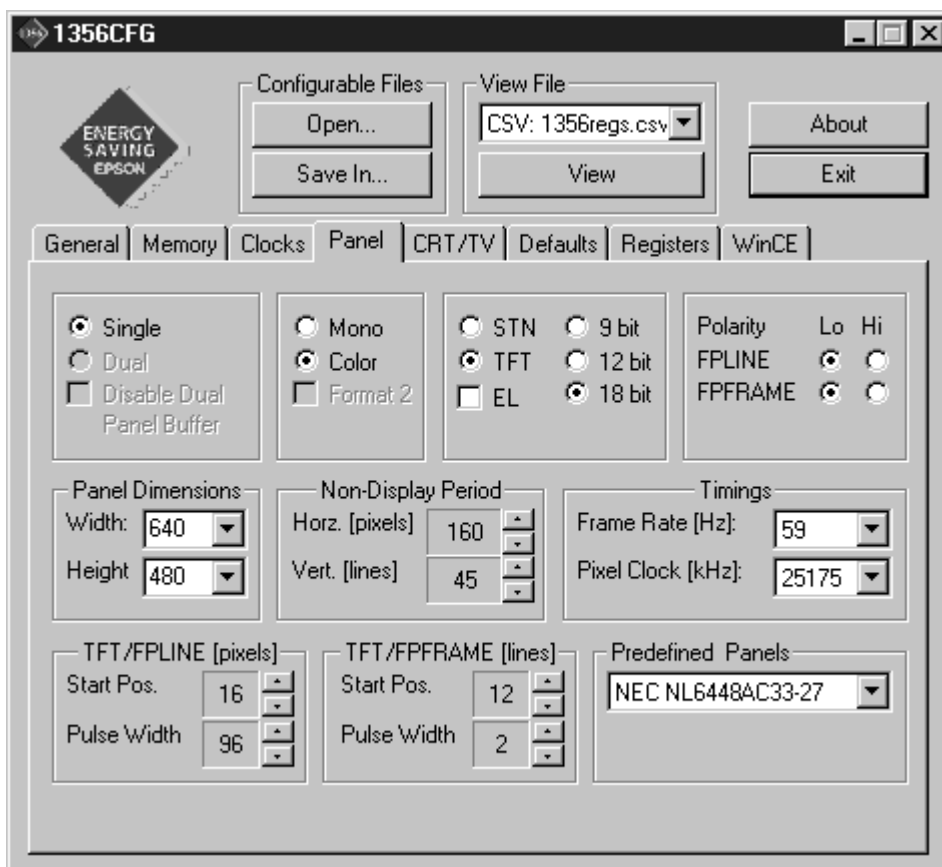 1356CFG
ENERGY
SAVING
EPSON
Configurable Files
Open...
Save In...
View File
CSV: 1356regs.csv
View
About
Exit
General Memory Clocks Panel CRT/TV Defaults Registers WinCE
Single
Dual
Disable Dual
Panel Buffer
Mono
Color
Format 2
STN
TFT
EL
9 bit
12 bit
18 bit
Polarity Lo Hi
FPLINE
FPFRAME
Panel Dimensions
Width: 640
Height 480
Non-Display Period
Horz. [pixels] 160
Vert. [lines] 45
Timings
Frame Rate [Hz]: 59
Pixel Clock [kHz]: 25175
TFT/FPLINE [pixels]
Start Pos. 16
Pulse Width 96
TFT/FPFRAME [lines]
Start Pos. 12
Pulse Width 2
Predefined Panels
NEC NL6448AC33-27